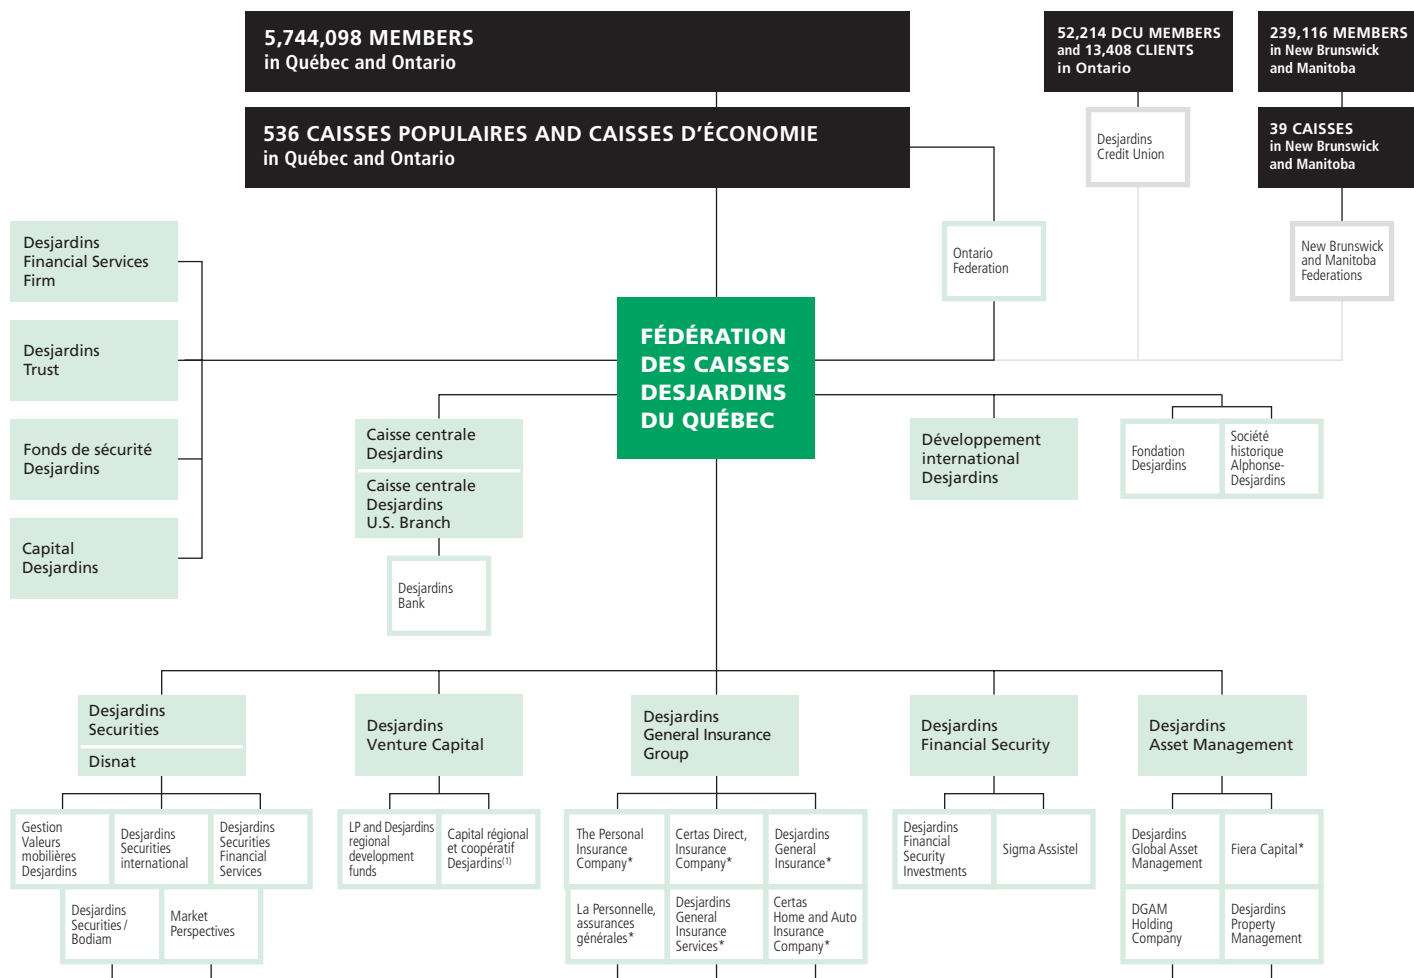 5,744,098 MEMBERS
in Québec and Ontario
52,214 DCU MEMBERS
and 13,408 CLIENTS
in Ontario
239,116 MEMBERS
in New Brunswick
and Manitoba
536 CAISSES POPULAIRES AND CAISSES D'ÉCONOMIE
in Québec and Ontario
Desjardins
Credit Union
39 CAISSES
in New Brunswick
and Manitoba
Desjardins
Financial Services
Firm
Ontario
Federation
New Brunswick
and Manitoba
Federations
Desjardins
Trust
FÉDÉRATION
DES CAISSES
DESJARDINS
DU QUÉBEC
Fonds de sécurité
Desjardins
Caisse centrale
Desjardins
Caisse centrale
Desjardins
U.S. Branch
Développement
international
Desjardins
Fondation
Desjardins
Société
historique
Alphonse-
Desjardins
Capital
Desjardins
Desjardins
Bank
Desjardins
Securities
Disnat
Desjardins
Venture Capital
Desjardins
General Insurance
Group
Desjardins
Financial Security
Desjardins
Asset Management
Gestion
Valeurs
mobilières
Desjardins
Desjardins
Securities
international
Desjardins
Securities
Financial
Services
LP and Desjardins
regional
development
funds
Capital régional
et coopératif
Desjardins(1)
The Personal
Insurance
Company*
Certas Direct,
Insurance
Company*
Desjardins
General
Insurance*
Desjardins
Financial
Security
Investments
Sigma Assistel
Desjardins
Global Asset
Management
Fiera Capital*
Desjardins
Securities /
Bodiam
Market
Perspectives
La Personnelle,
assurances
générales*
Desjardins
General
Insurance
Services*
Certas
Home and Auto
Insurance
Company*
DGAM
Holding
Company
Desjardins
Property
Management